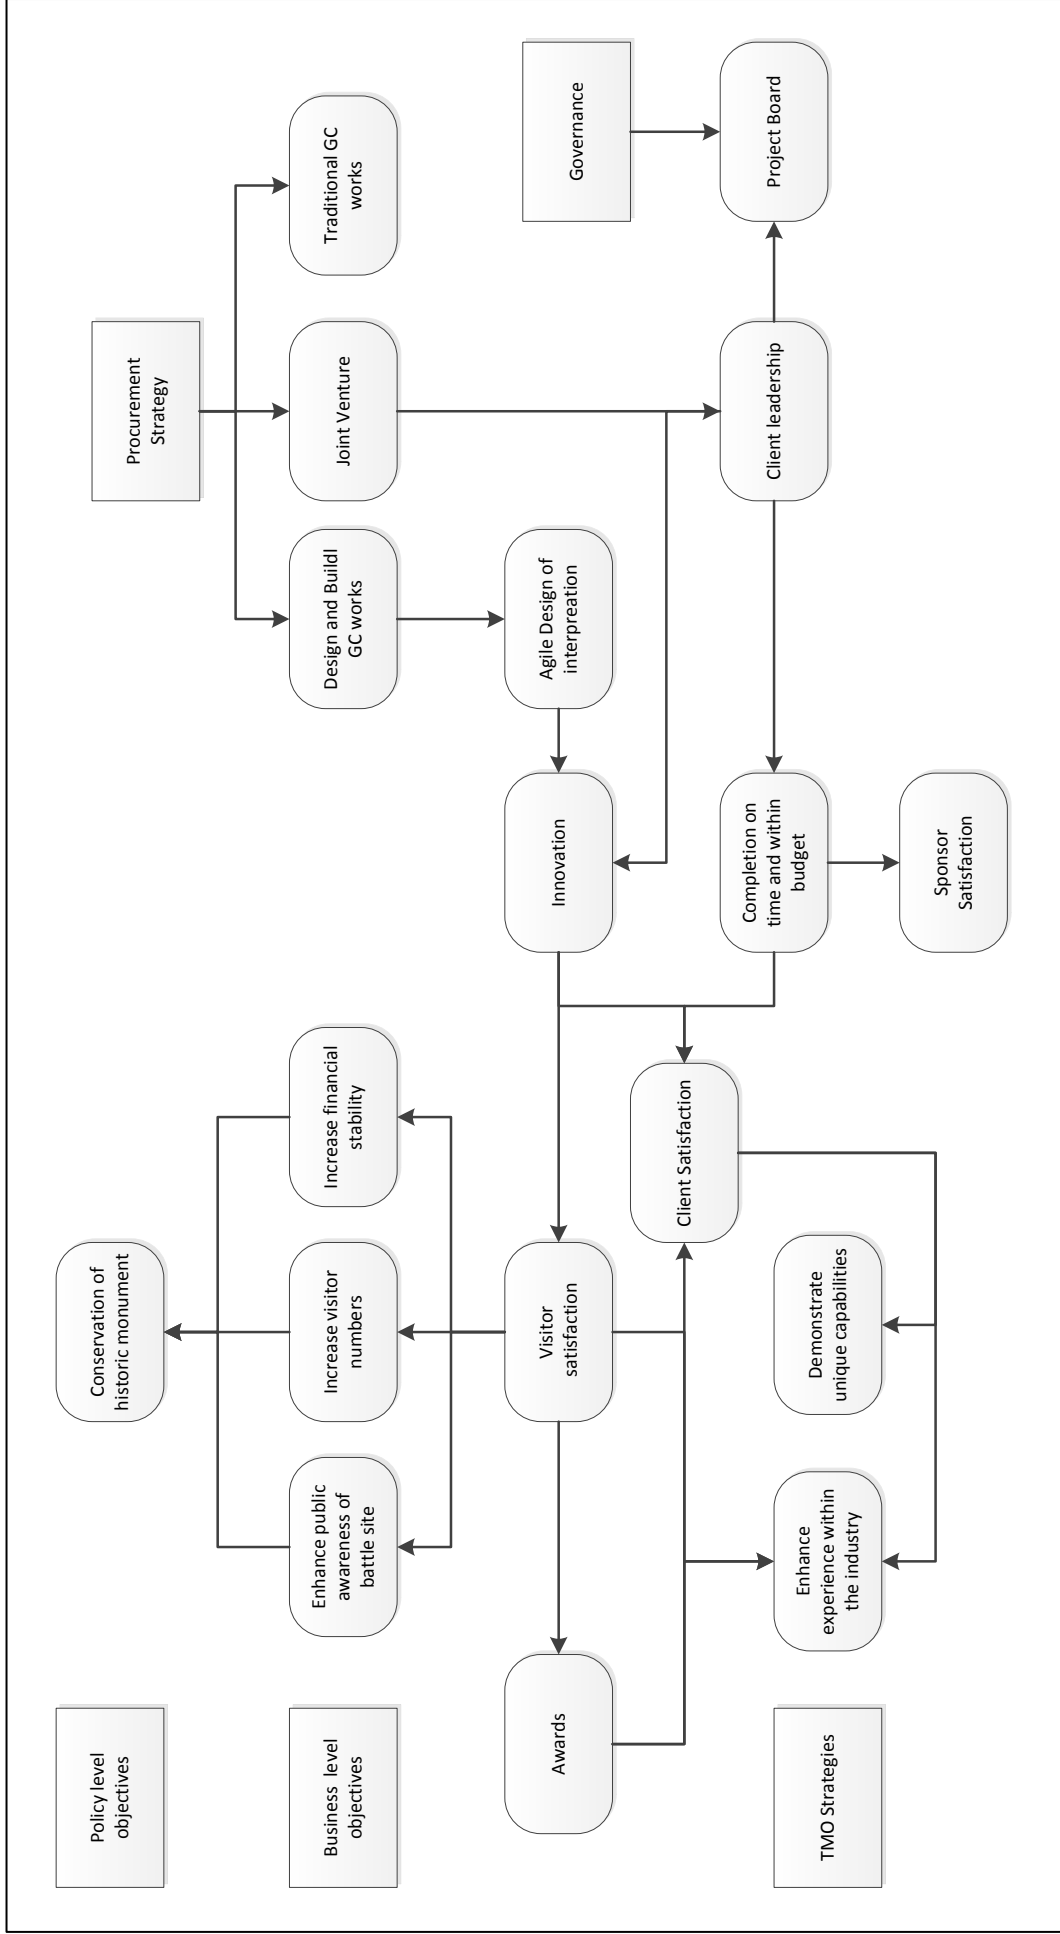 Policy level
objectives
Conservation of
historic monument
Procurement
Strategy
Business level
objectives
Enhance public
awareness of
battle site
Increase visitor
numbers
Increase financial
stability
Design and Buildl
GC works
Joint Venture
Traditional GC
works
Awards
Visitor
satisfaction
Innovation
Agile Design of
interpreation
Governance
Client Satisfaction
Completion on
time and within
budget
Client leadership
Project Board
TMO Strategies
Enhance
experience within
the industry
Demonstrate
unique capabilities
Sponsor
Satisfaction